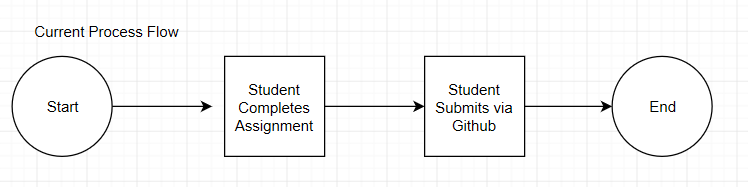 Current Process Flow
Start
Student
Completes
Assignment
Student
Submits via
Github
End